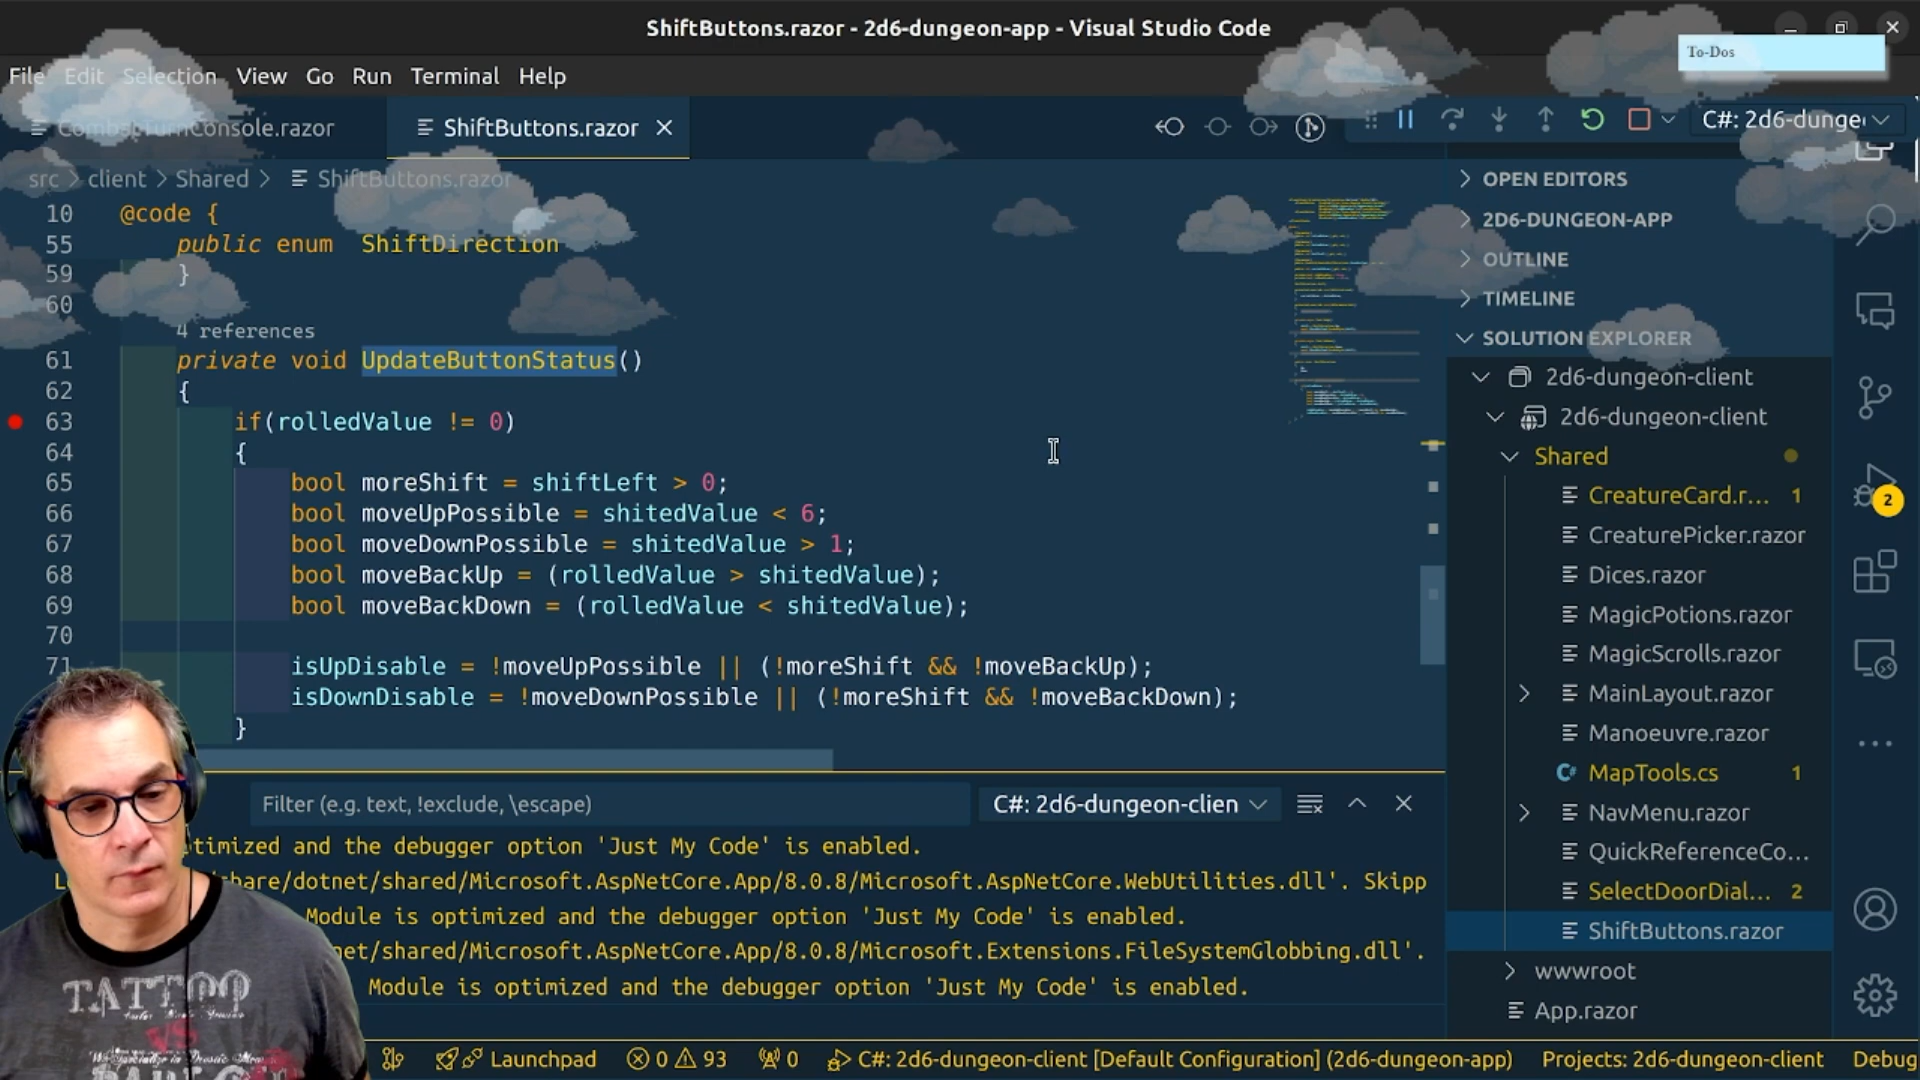 ShiftButtons.razor - 2d6-dungeon-app - Visual Studio Code
To-Dos
File Edit Selection View Go Run Terminal Help
CombatTurnConsole.razor
ShiftButtons.razor
C#: 2d6-dunge
src > client > Shared > ShiftButtons.razor
10 @code {
55 public enum ShiftDirection
59 }
60
4 references
61 private void UpdateButtonStatus()
62 {
63 if(rolledValue != 0)
64 {
65 bool moreShift = shiftLeft > 0;
66 bool moveUpPossible = shitedValue < 6;
67 bool moveDownPossible = shitedValue > 1;
68 bool moveBackUp = (rolledValue > shitedValue);
69 bool moveBackDown = (rolledValue < shitedValue);
70
71 isUpDisable = !moveUpPossible || (!moreShift && !moveBackUp);
isDownDisable = !moveDownPossible || (!moreShift && !moveBackDown);
}
Filter (e.g. text, !exclude, \escape)
C#: 2d6-dungeon-clien
timized and the debugger option 'Just My Code' is enabled.
L share/dotnet/shared/Microsoft.AspNetCore.App/8.0.8/Microsoft.AspNetCore.WebUtilities.dll'. Skipp
Module is optimized and the debugger option 'Just My Code' is enabled.
net/shared/Microsoft.AspNetCore.App/8.0.8/Microsoft.Extensions.FileSystemGlobbing.dll'.
Module is optimized and the debugger option 'Just My Code' is enabled.
OPEN EDITORS
2D6-DUNGEON-APP
OUTLINE
TIMELINE
SOLUTION EXPLORER
2d6-dungeon-client
2d6-dungeon-client
Shared
CreatureCard.r... 1
CreaturePicker.razor
Dices.razor
MagicPotions.razor
MagicScrolls.razor
MainLayout.razor
Manoeuvre.razor
MapTools.cs 1
NavMenu.razor
QuickReferenceCo...
SelectDoorDial... 2
ShiftButtons.razor
wwwroot
App.razor
2
TATTOO
VS
Launchpad 0 93 0 C#: 2d6-dungeon-client [Default Configuration] (2d6-dungeon-app) Projects: 2d6-dungeon-client Debug